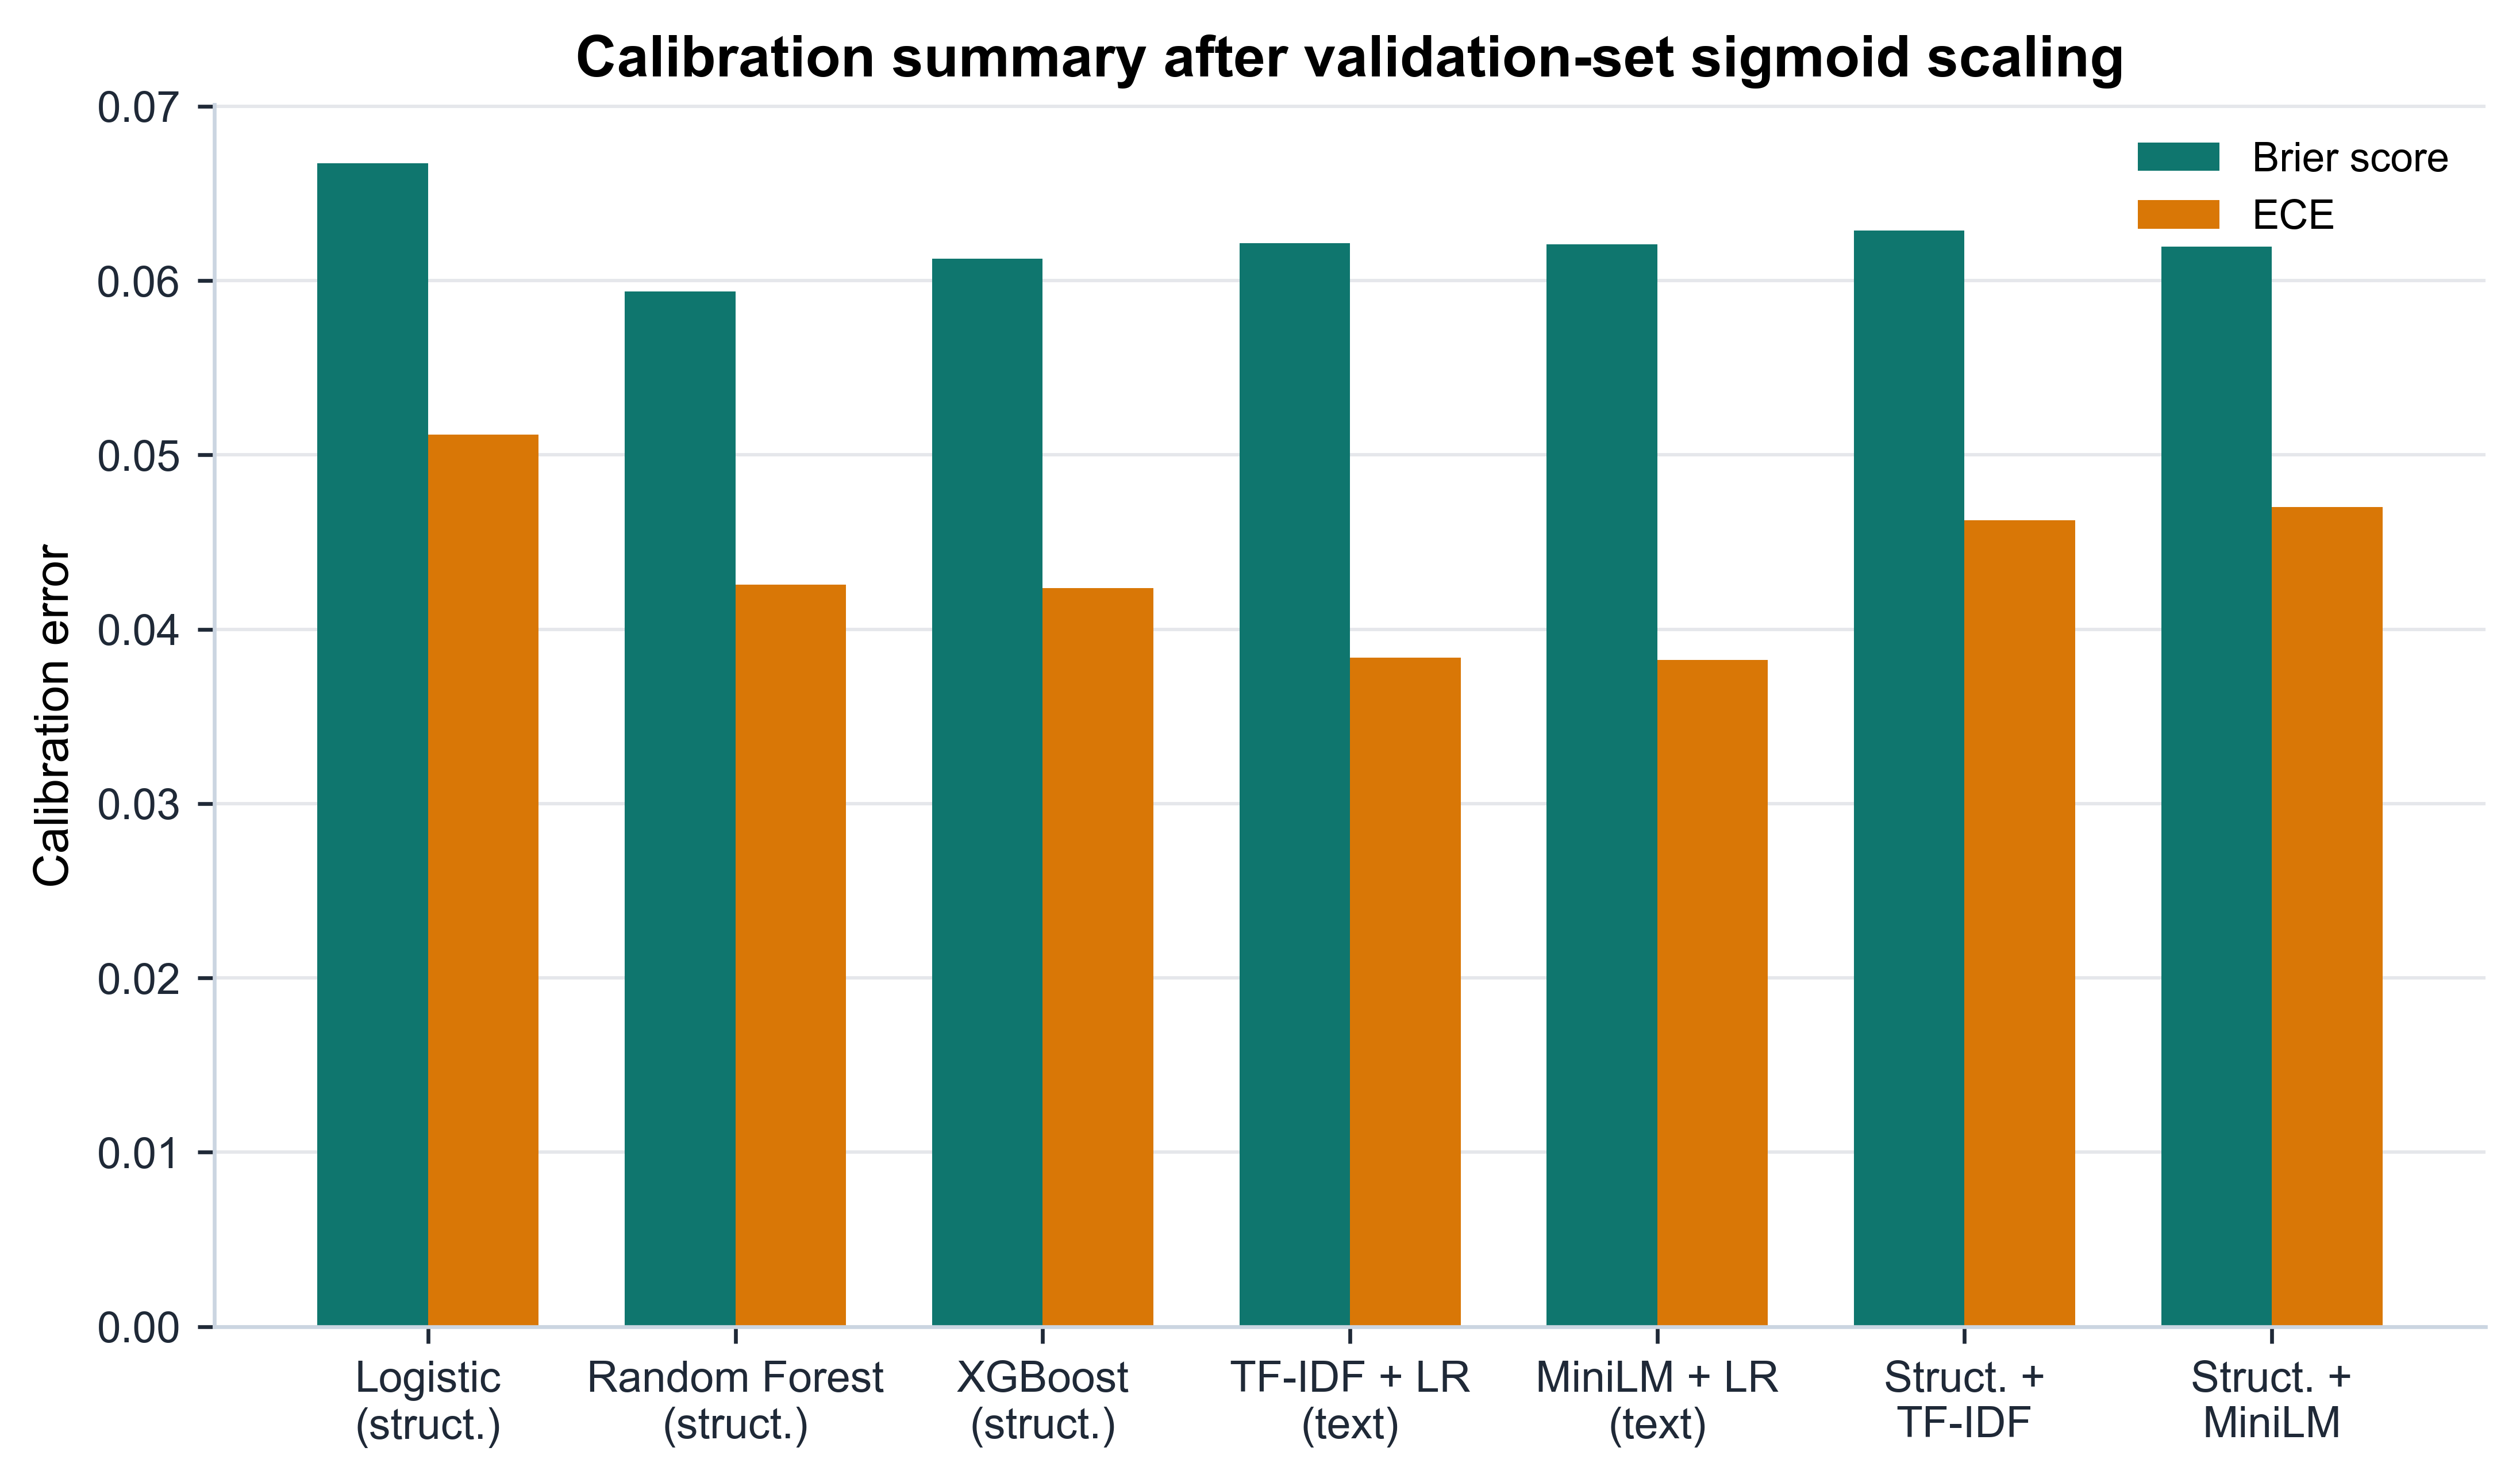 Calibration summary after validation-set sigmoid scaling
Brier score
ECE
Calibration error
0.07
0.06
0.05
0.04
0.03
0.02
0.01
0.00
Logistic
(struct.)
Random Forest
(struct.)
XGBoost
(struct.)
TF-IDF + LR
(text)
MiniLM + LR
(text)
Struct. +
TF-IDF
Struct. +
MiniLM